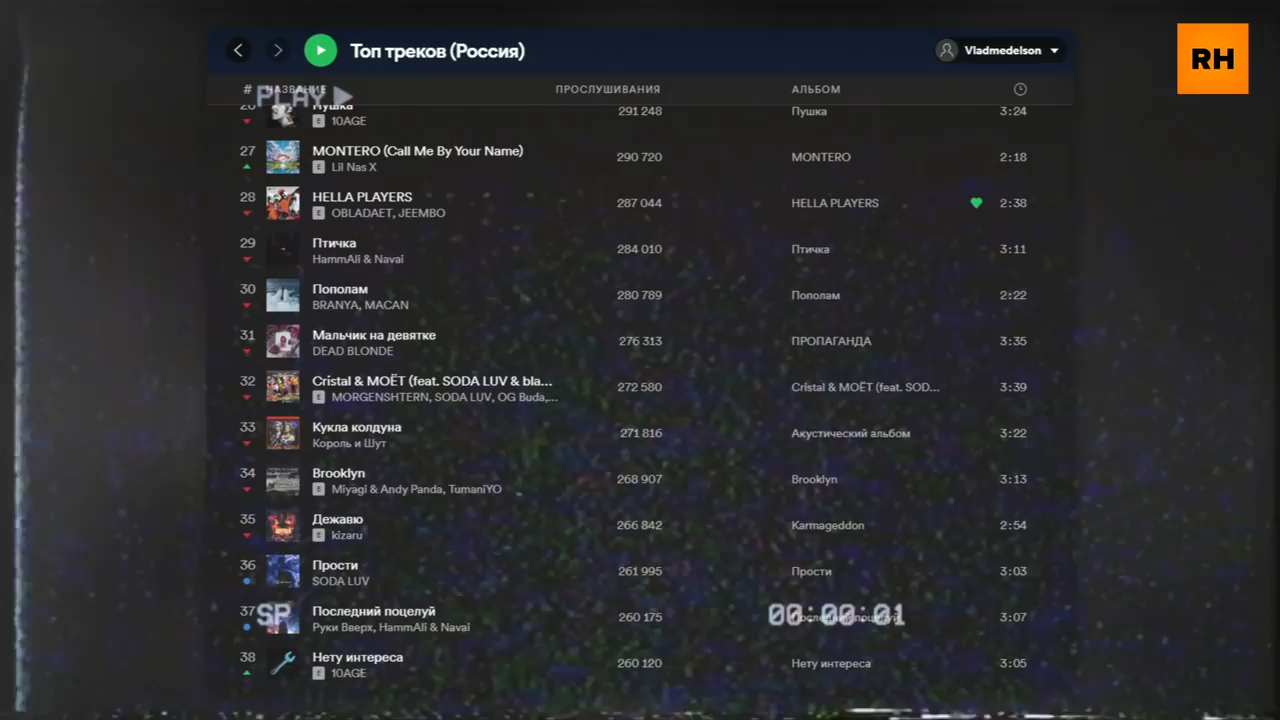 Топ треков (Россия)
Vladmedelson
RH
# НАЗВАНИЕ ПРОСЛУШИВАНИЯ АЛЬБОМ
PLAY
26 Пушка 291 248 Пушка 3:24
E 10AGE
27 MONTERO (Call Me By Your Name) 290 720 MONTERO 2:18
E Lil Nas X
28 HELLA PLAYERS 287 044 HELLA PLAYERS 2:38
E OBLADAET, JEEMBO
29 Птичка 284 010 Птичка 3:11
HammAli & Navai
30 Пополам 280 789 Пополам 2:22
BRANYA, MACAN
31 Мальчик на девятке 276 313 ПРОПАГАНДА 3:35
DEAD BLONDE
32 Cristal & МОЁТ (feat. SODA LUV & bla... 272 580 Cristal & МОЁТ (feat. SOD... 3:39
E MORGENSHTERN, SODA LUV, OG Buda,...
33 Кукла колдуна 271 816 Акустический альбом 3:22
Король и Шут
34 Brooklyn 268 907 Brooklyn 3:13
E Miyagi & Andy Panda, TumaniYO
35 Дежавю 266 842 Karmageddon 2:54
E kizaru
36 Прости 261 995 Прости 3:03
SODA LUV
37 Последний поцелуй 260 175 Последний поцелуй 3:07
SP 00:00:01
Руки Вверх, HammAli & Navai
38 Нету интереса 260 120 Нету интереса 3:05
E 10AGE